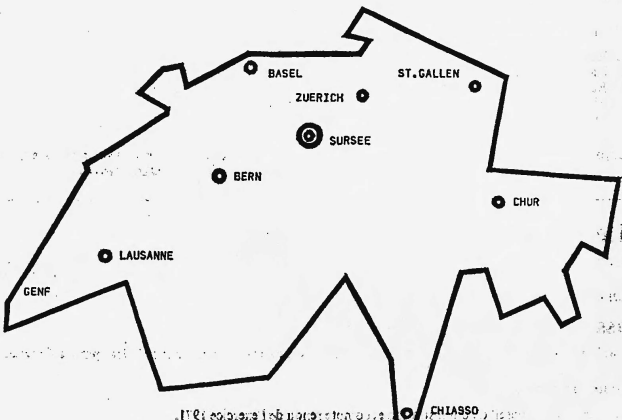 BASEL
ST.GALLEN
ZUERICH
SURSEE
BERN
CHUR
LAUSANNE
GENF
CHIASSO